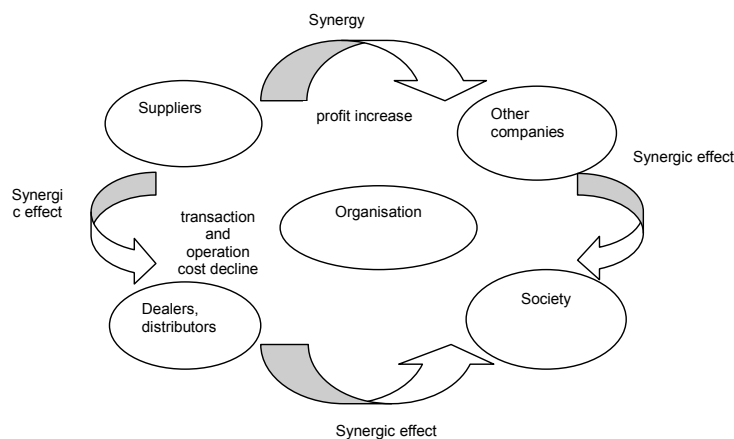 Synergy
Suppliers
profit increase
Other
companies
Synergic effect
Synergi
c effect
transaction
and
operation
cost decline
Organisation
Dealers,
distributors
Society
Synergic effect